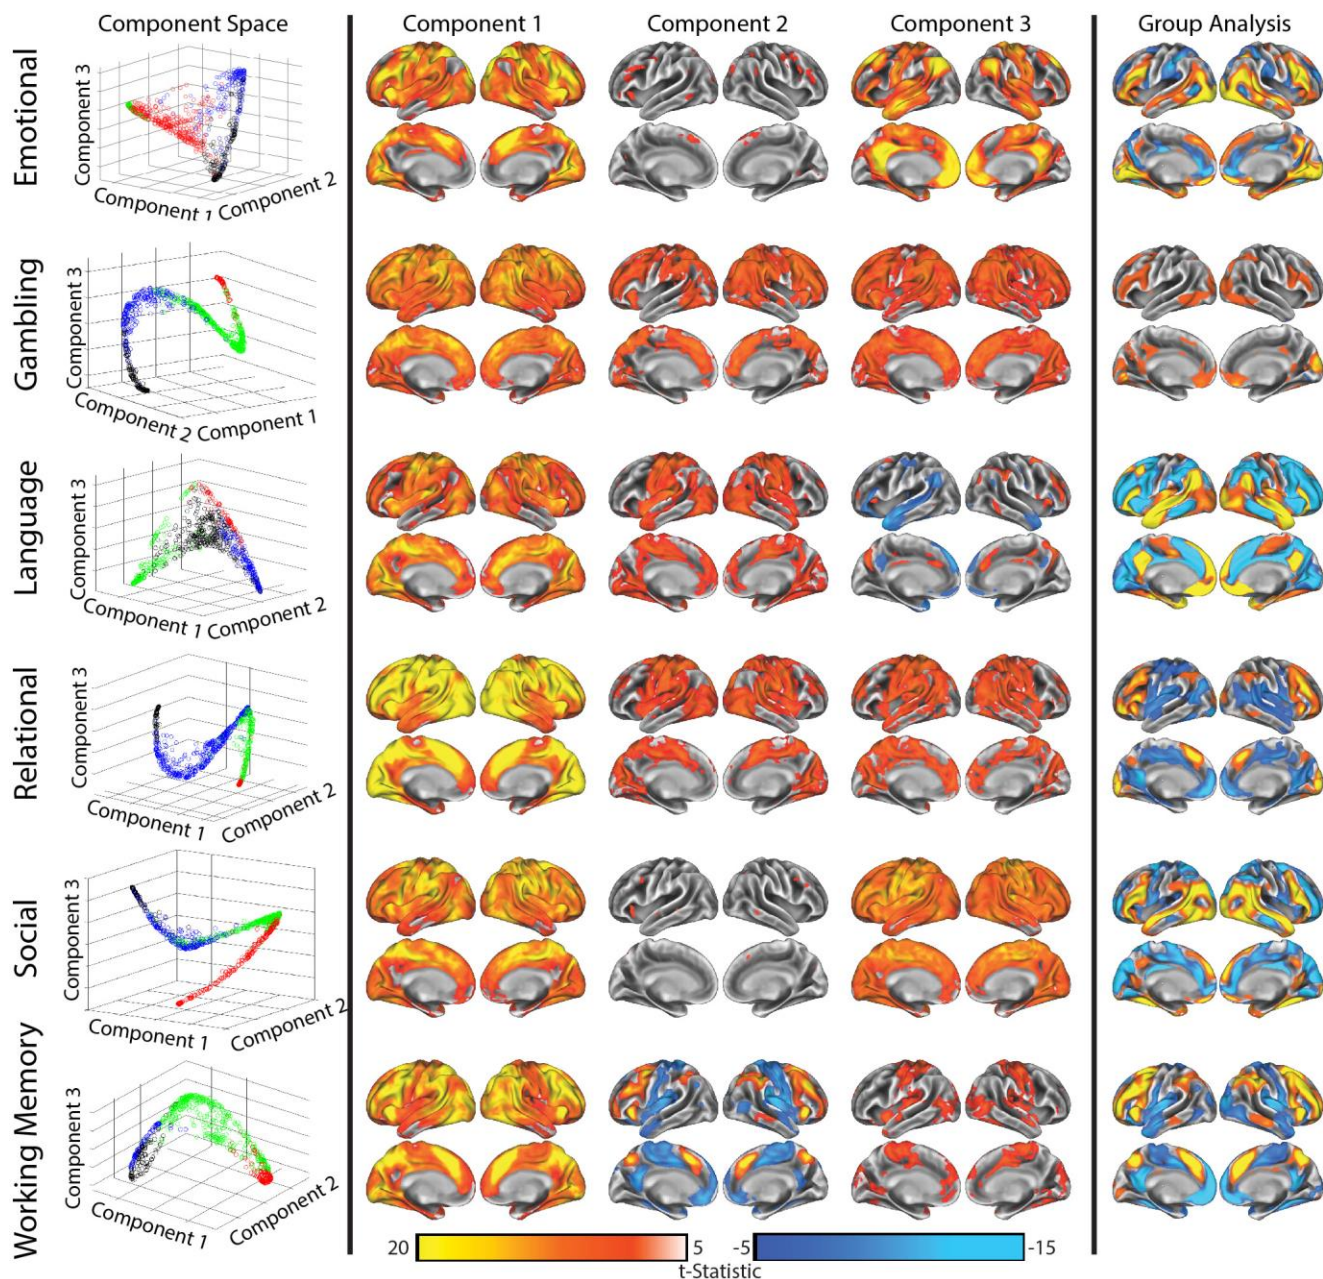 Component Space
Component 1
Component 2
Component 3
Group Analysis
Emotional
Component 3
Component 1
Component 2
Gambling
Component 3
Component 2
Component 1
Language
Component 3
Component 1
Component 2
Relational
Component 3
Component 1
Component 2
Social
Component 3
Component 1
Component 2
Working Memory
Component 3
Component 1
Component 2
20
5
-5
-15
t-Statistic